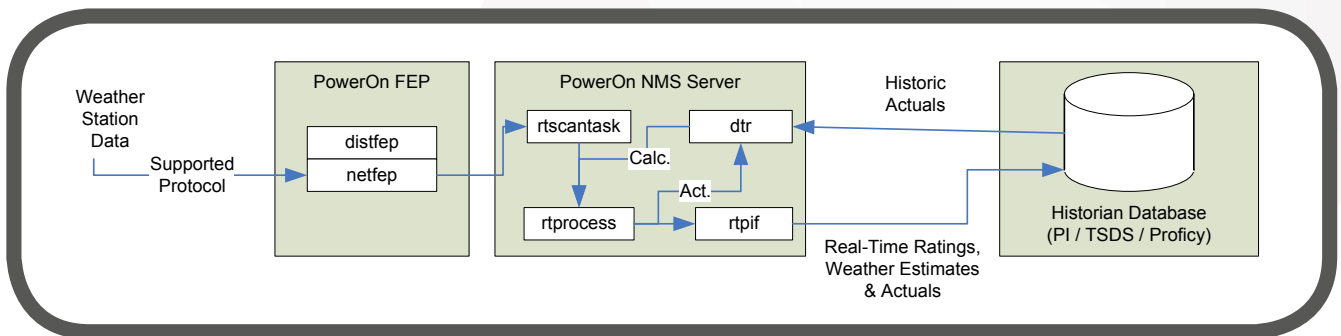 Weather
Station
Data
Supported
Protocol
PowerOn FEP
distfep
netfep
PowerOn NMS Server
rtscantask
dtr
Calc.
Act.
rtprocess
rtpif
Historic
Actuals
Real-Time Ratings,
Weather Estimates
& Actuals
Historian Database
(PI / TSDS / Proficy)